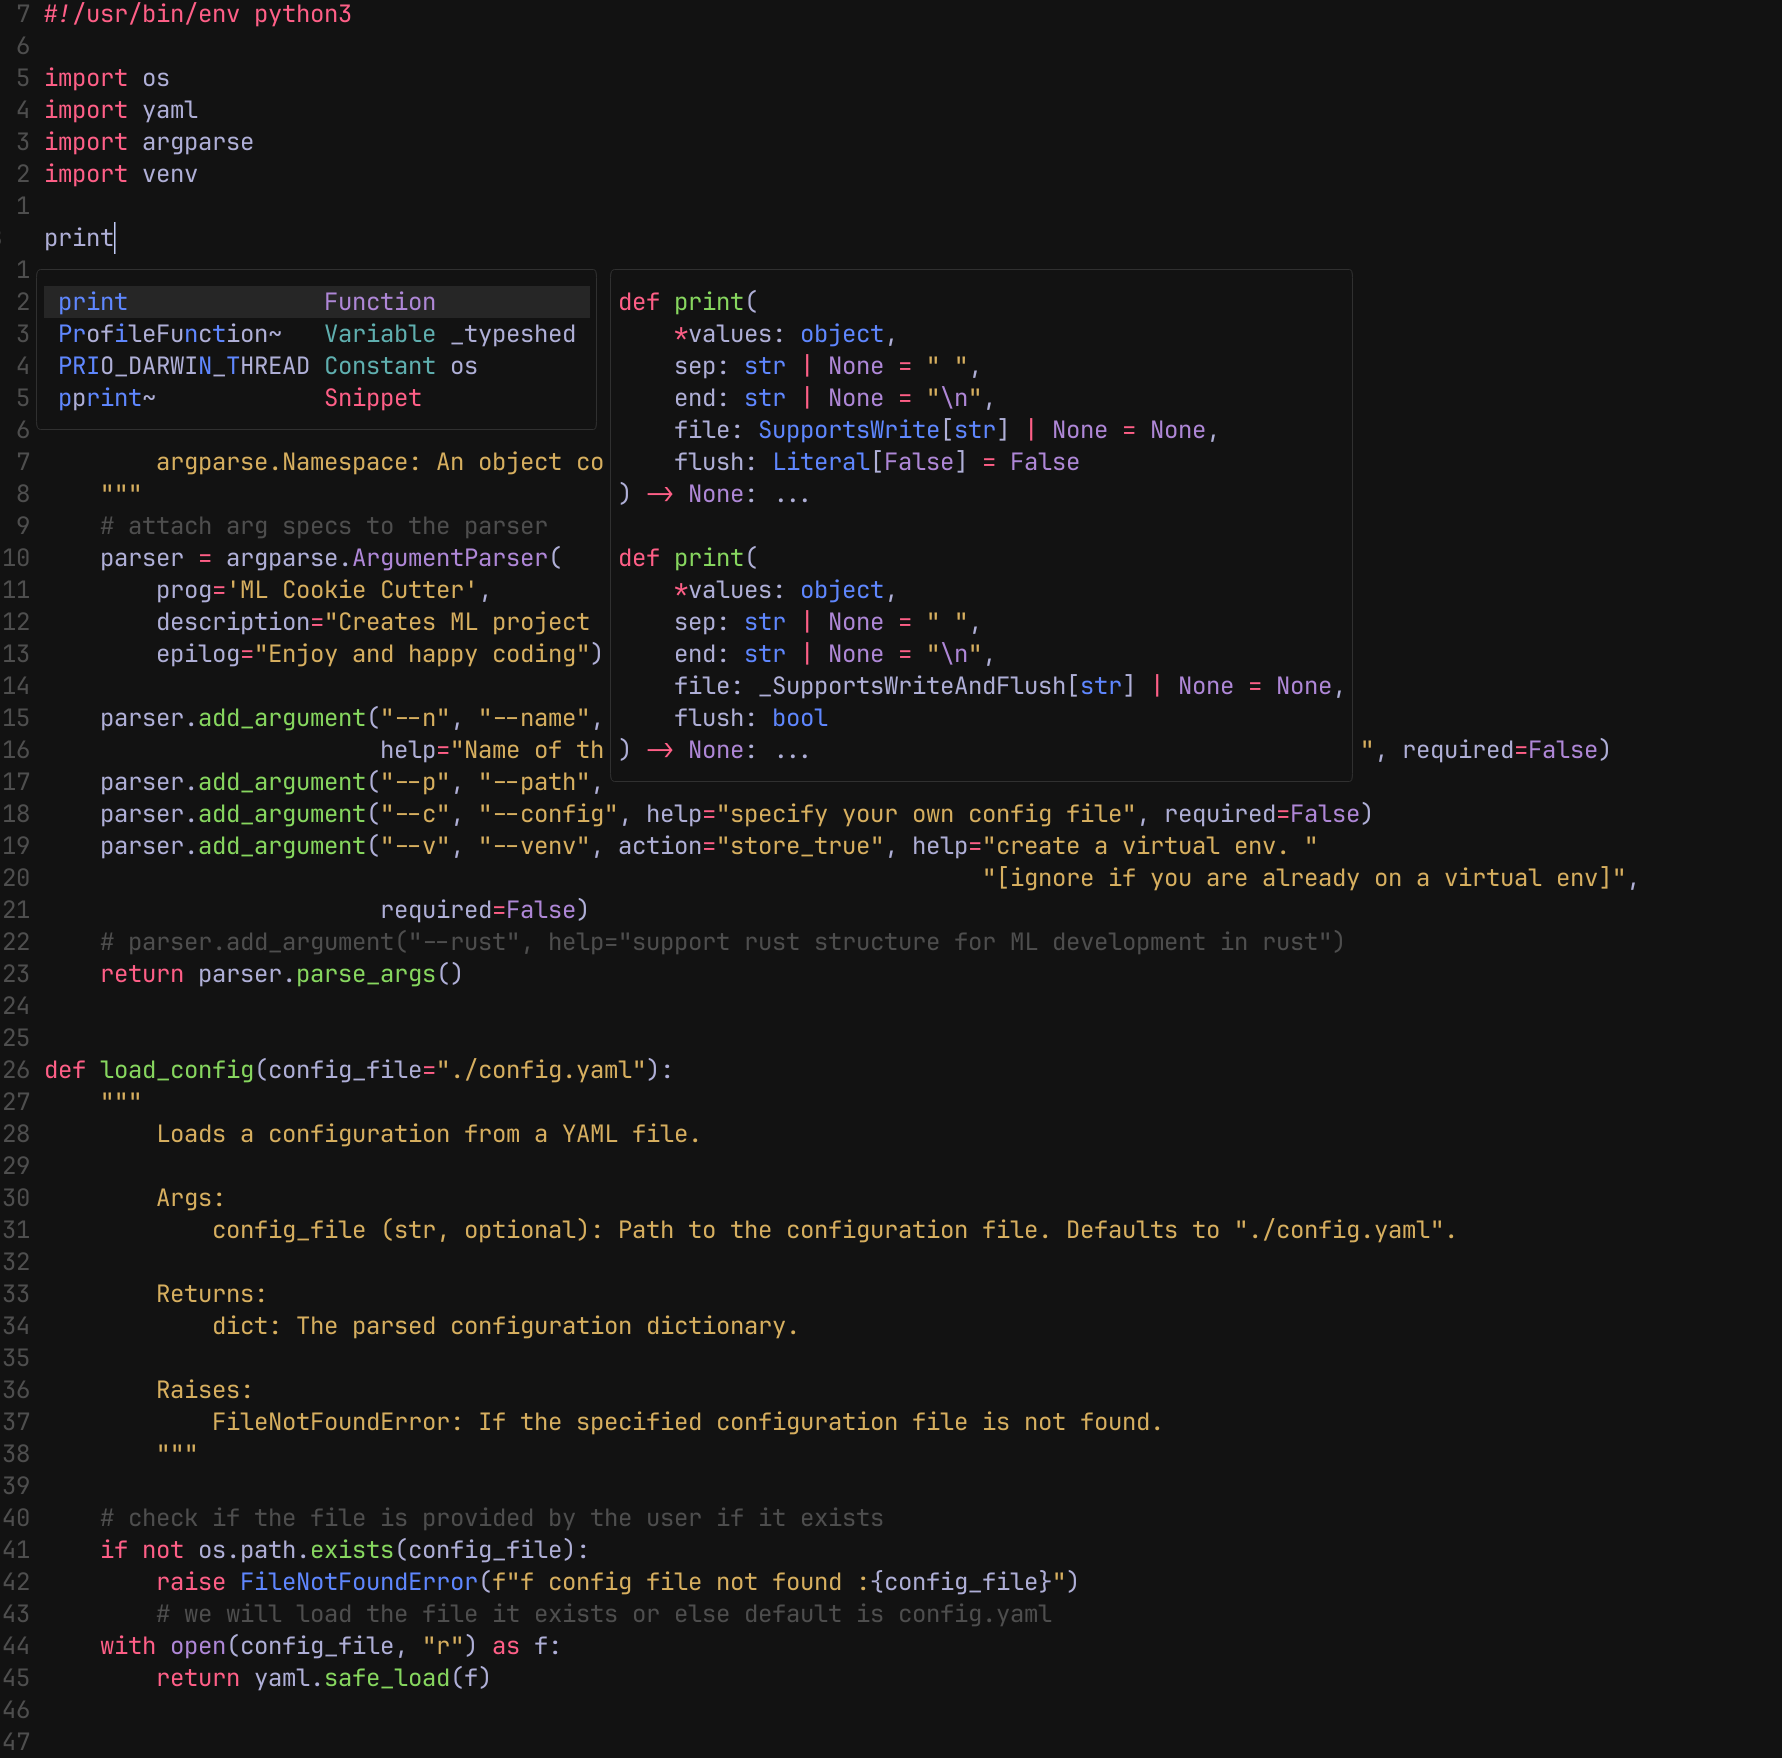 7 #!/usr/bin/env python3
6
5 import os
4 import yaml
3 import argparse
2 import venv
1
print
1
2 print Function def print(
3 ProfileFunction~ Variable _typeshed *values: object,
4 PRIO_DARWIN_THREAD Constant os sep: str | None = " ",
5 pprint~ Snippet end: str | None = "\n",
6 file: SupportsWrite[str] | None = None,
7 argparse.Namespace: An object co flush: Literal[False] = False
8 """ ) -> None: ...
9 # attach arg specs to the parser
10 parser = argparse.ArgumentParser( def print(
11 prog='ML Cookie Cutter', *values: object,
12 description="Creates ML project sep: str | None = " ",
13 epilog="Enjoy and happy coding") end: str | None = "\n",
14 file: _SupportsWriteAndFlush[str] | None = None,
15 parser.add_argument("--n", "--name", flush: bool
16 help="Name of th ) -> None: ... ", required=False)
17 parser.add_argument("--p", "--path",
18 parser.add_argument("--c", "--config", help="specify your own config file", required=False)
19 parser.add_argument("--v", "--venv", action="store_true", help="create a virtual env. "
20 "[ignore if you are already on a virtual env]",
21 required=False)
22 # parser.add_argument("--rust", help="support rust structure for ML development in rust")
23 return parser.parse_args()
24
25
26 def load_config(config_file="./config.yaml"):
27 """
28 Loads a configuration from a YAML file.
29
30 Args:
31 config_file (str, optional): Path to the configuration file. Defaults to "./config.yaml".
32
33 Returns:
34 dict: The parsed configuration dictionary.
35
36 Raises:
37 FileNotFoundError: If the specified configuration file is not found.
38 """
39
40 # check if the file is provided by the user if it exists
41 if not os.path.exists(config_file):
42 raise FileNotFoundError(f"f config file not found :{config_file}")
43 # we will load the file it exists or else default is config.yaml
44 with open(config_file, "r") as f:
45 return yaml.safe_load(f)
46
47